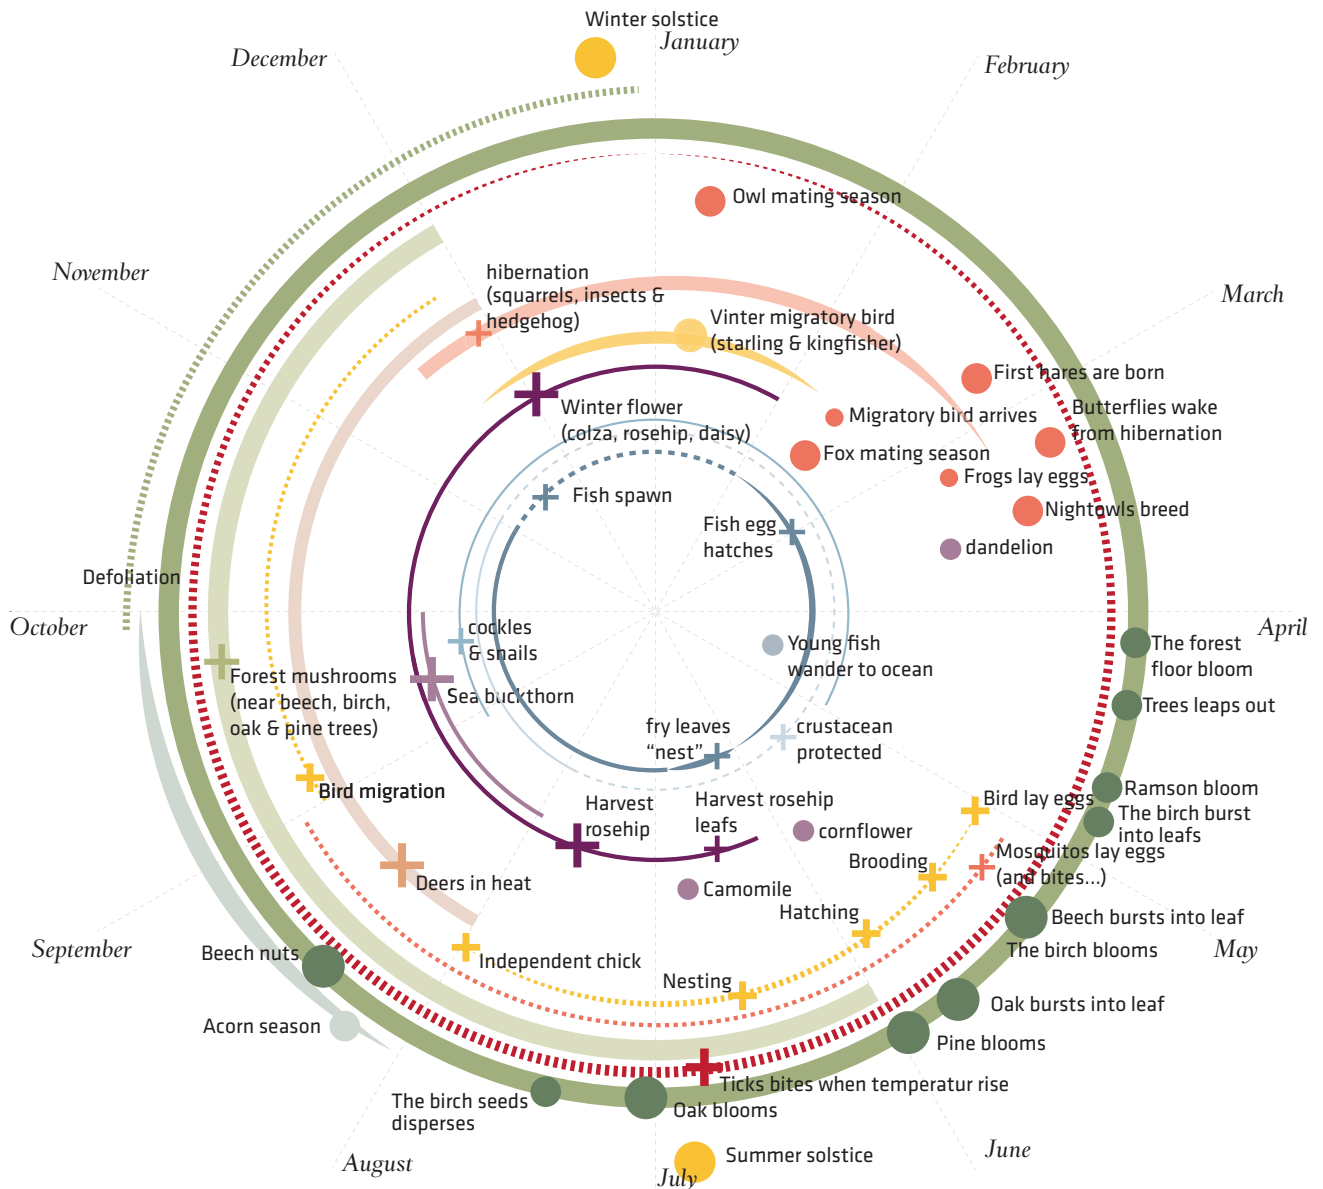 Winter solstice
January
December
February
Owl mating season
November
hibernation
(squarrels, insects &
hedgehog)
March
Vinter migratory bird
(starling & kingfisher)
First hares are born
Butterflies wake
from hibernation
Winter flower
(colza, rosehip, daisy)
Migratory bird arrives
Fox mating season
Frogs lay eggs
Fish spawn
Nightowls breed
Fish egg
hatches
dandelion
Defoliation
October
April
cockles
& snails
Young fish
wander to ocean
The forest
floor bloom
Forest mushrooms
(near beech, birch,
oak & pine trees)
Sea buckthorn
Trees leaps out
fry leaves
“nest”
crustacean
protected
Bird migration
Ramson bloom
Harvest
rosehip
Harvest rosehip
leafs
Bird lay eggs
The birch burst
into leafs
cornflower
Brooding
Mosquitos lay eggs
(and bites...)
Deers in heat
Camomile
Hatching
Beech bursts into leaf
September
Beech nuts
Independent chick
The birch blooms
May
Nesting
Oak bursts into leaf
Acorn season
Pine blooms
Ticks bites when temperatur rise
The birch seeds
disperses
Oak blooms
August
Summer solstice
July
June